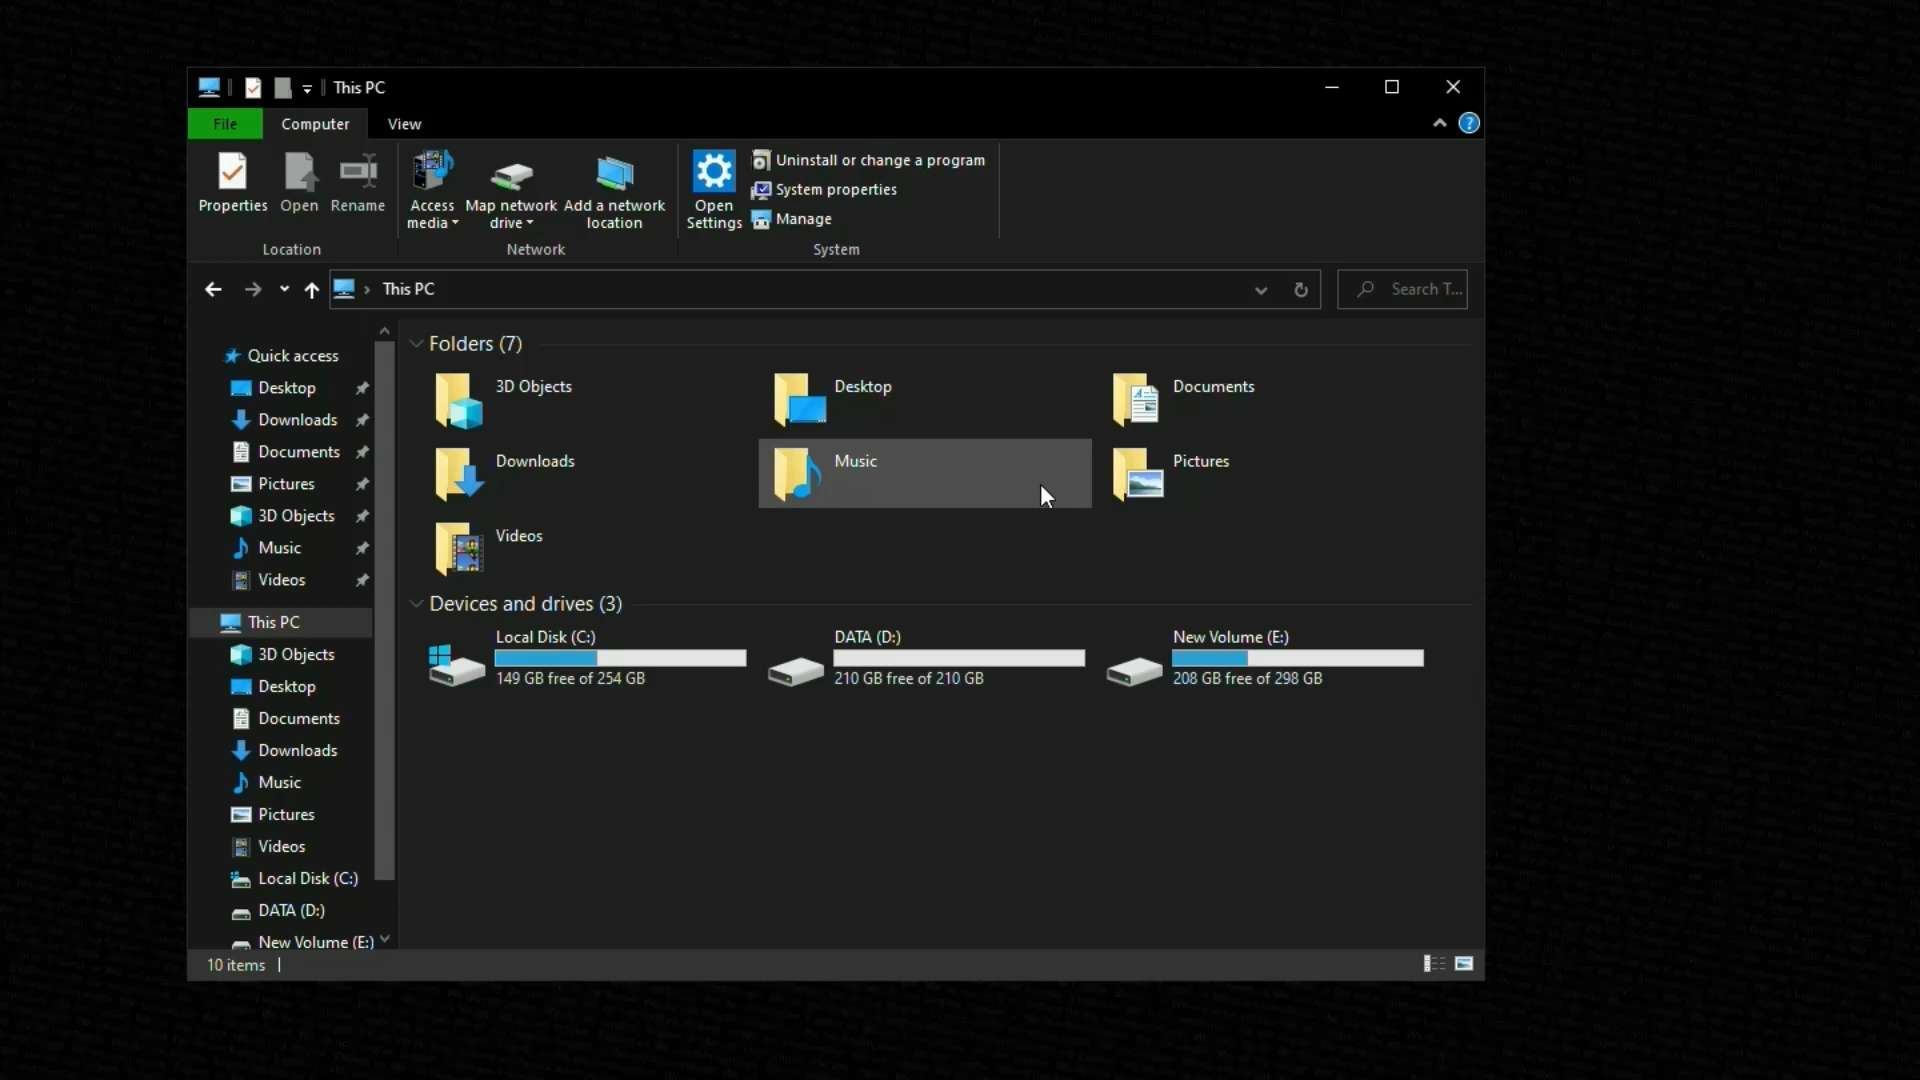 This PC
File
Computer
View
Properties
Open
Rename
Access media
Map network drive
Add a network location
Open Settings
Uninstall or change a program
System properties
Manage
Location
Network
System
This PC
Search T...
Quick access
Desktop
Downloads
Documents
Pictures
3D Objects
Music
Videos
This PC
3D Objects
Desktop
Documents
Downloads
Music
Pictures
Videos
Local Disk (C:)
DATA (D:)
New Volume (E:)
Folders (7)
3D Objects
Desktop
Documents
Downloads
Music
Pictures
Videos
Devices and drives (3)
Local Disk (C:)
149 GB free of 254 GB
DATA (D:)
210 GB free of 210 GB
New Volume (E:)
208 GB free of 298 GB
10 items